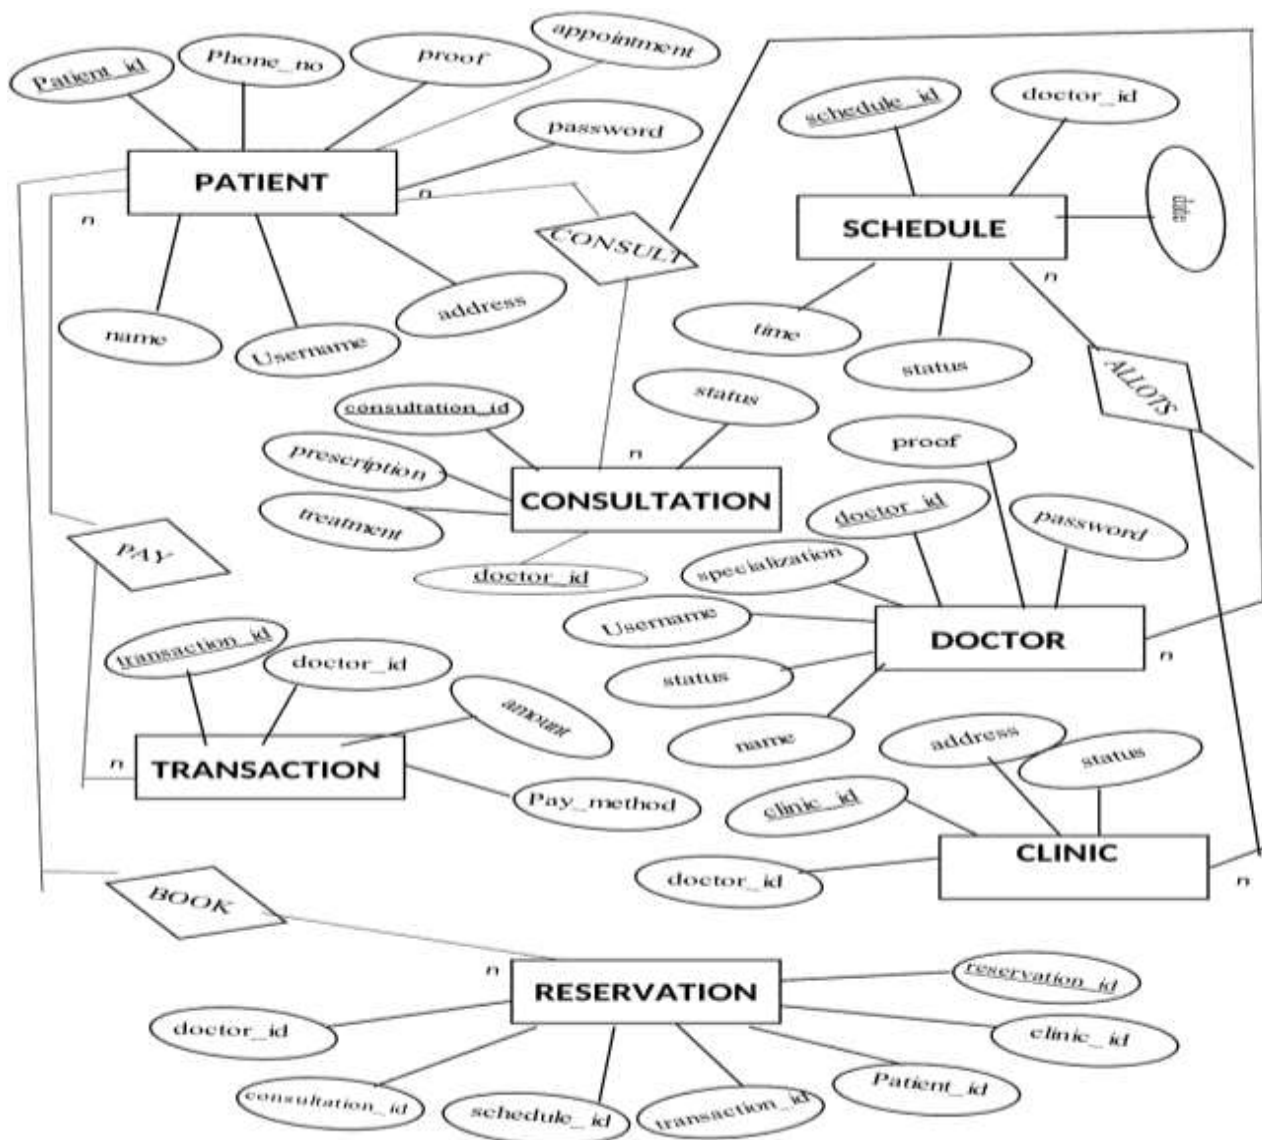 appointment
Patient_id
Phone_no
proof
password
PATIENT
n
n
name
Username
address
CONSULT
schedule_id
doctor_id
date
SCHEDULE
n
time
status
ALLOTS
consultation_id
status
prescription
n
CONSULTATION
treatment
doctor_id
proof
doctor_id
password
specialization
Username
DOCTOR
n
status
name
PAY
transaction_id
doctor_id
amount
n
TRANSACTION
Pay_method
address
status
clinic_id
CLINIC
doctor_id
n
BOOK
n
RESERVATION
reservation_id
doctor_id
clinic_id
consultation_id
schedule_id
transaction_id
Patient_id